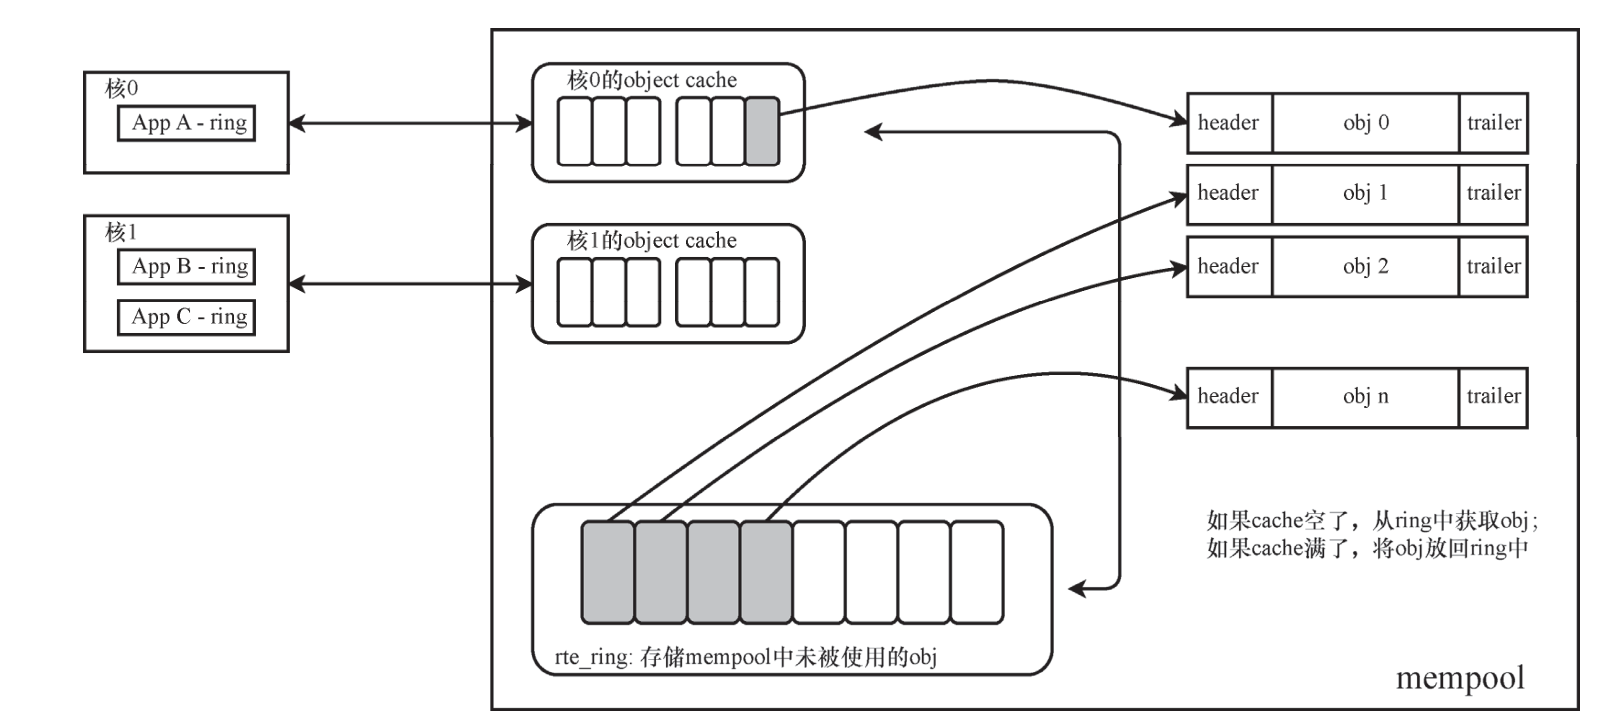 核0
App A - ring
核1
App B - ring
App C - ring
核0的object cache
核1的object cache
header obj 0 trailer
header obj 1 trailer
header obj 2 trailer
header obj n trailer
如果cache空了，从ring中获取obj;
如果cache满了，将obj放回ring中
rte_ring: 存储mempool中未被使用的obj
mempool